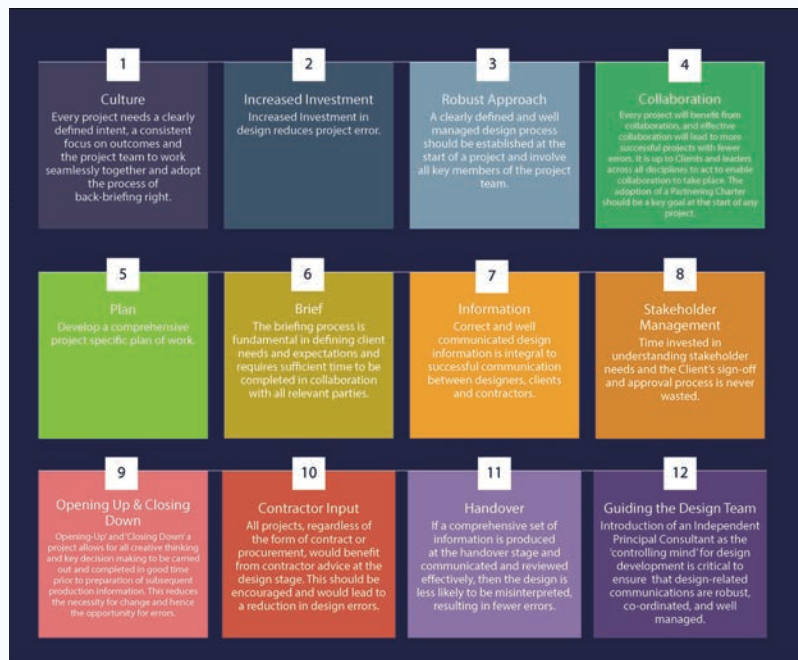 1
Culture
Every project needs a clearly
defined intent, a consistent
focus on outcomes and
the project team to work
seamlessly together and adopt
the process of
back-briefing right.
2
Increased Investment
Increased Investment in
design reduces project error.
3
Robust Approach
A clearly defined and well
managed design process
should be established at the
start of a project and involve
all key members of the project
team.
4
Collaboration
Every project will benefit from
collaboration, and effective
collaboration will lead to more
successful projects with fewer
errors. It is up to Clients and leaders
across all disciplines to act to enable
collaboration to take place. The
adoption of a Partnering Charter
should be a key goal at the start of any
project.
5
Plan
Develop a comprehensive
project specific plan of work.
6
Brief
The briefing process is
fundamental in defining client
needs and expectations and
requires sufficient time to be
completed in collaboration
with all relevant parties.
7
Information
Correct and well
communicated design
information is integral to
successful communication
between designers, clients
and contractors.
8
Stakeholder
Management
Time invested in
understanding stakeholder
needs and the Client's sign-off
and approval process is never
wasted.
9
Opening Up & Closing
Down
Opening-Up' and 'Closing Down' a
project allows for all creative thinking
and key decision making to be carried
out and completed in good time
prior to preparation of subsequent
production information. This reduces
the necessity for change and hence
the opportunity for errors.
10
Contractor Input
All projects, regardless of
the form of contract or
procurement, would benefit
from contractor advice at
the design stage. This should
be encouraged and would lead to
a reduction in design errors.
11
Handover
If a comprehensive set of
information is produced
at the handover stage and
communicated and reviewed
effectively, then the design is
less likely to be misinterpreted,
resulting in fewer errors.
12
Guiding the Design Team
Introduction of an Independent
Principal Consultant as the
'controlling mind' for design
development is critical to
ensure that design-related
communications are robust,
co-ordinated, and well
managed.